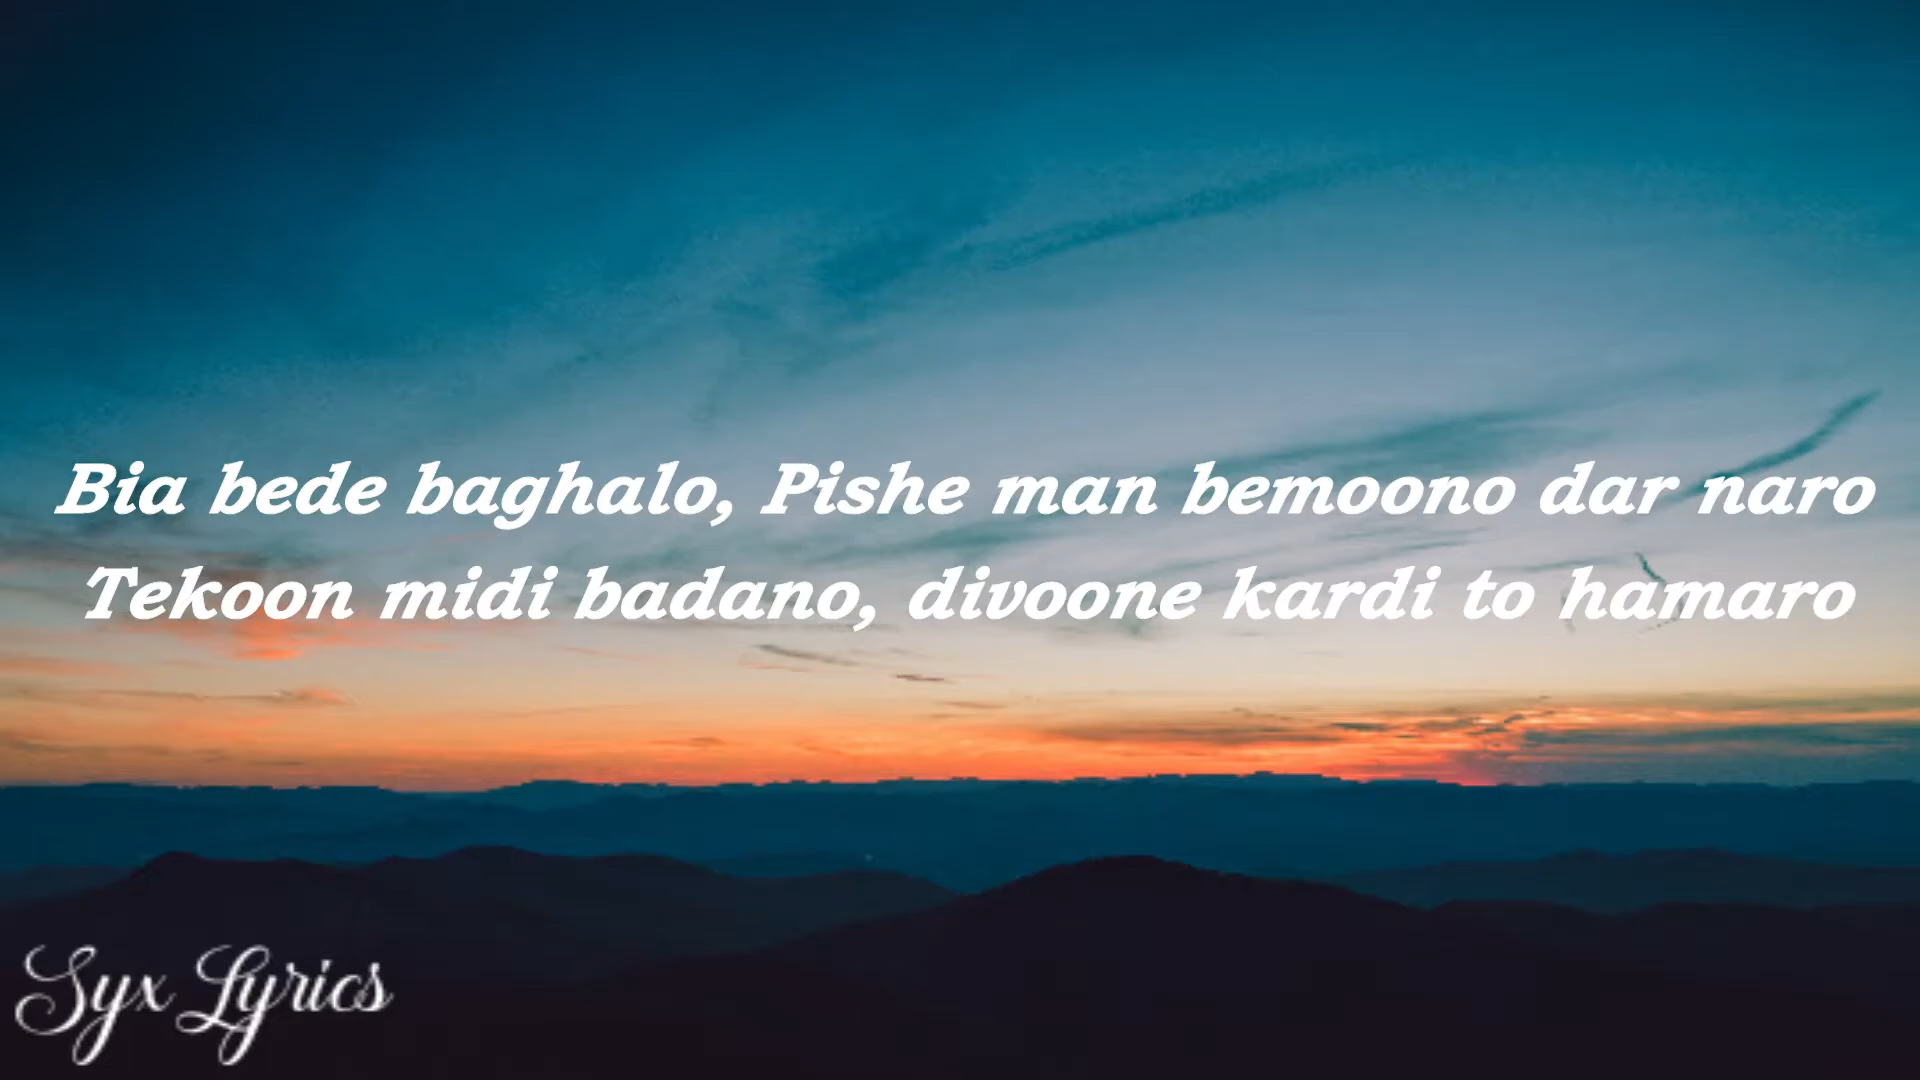 Bia bede baghalo, Pishe man bemoono dar naro
Tekoon midi badano, divoone kardi to hamaro
Syx Lyrics